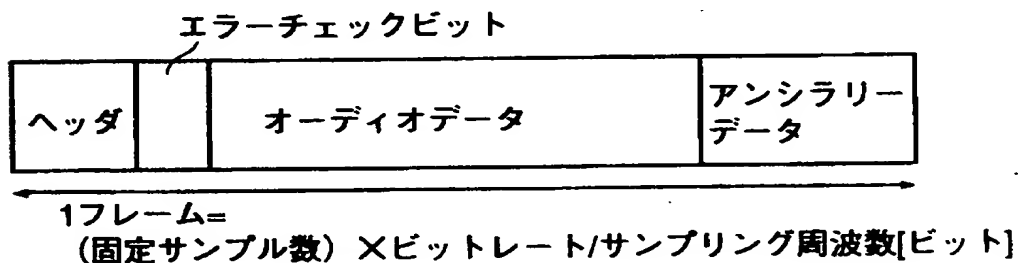 エラーチェックビット
ヘッダ
オーディオデータ
アンシラリー
データ
1フレーム=
(固定サンプル数)×ビットレート/サンプリング周波数[ビット]